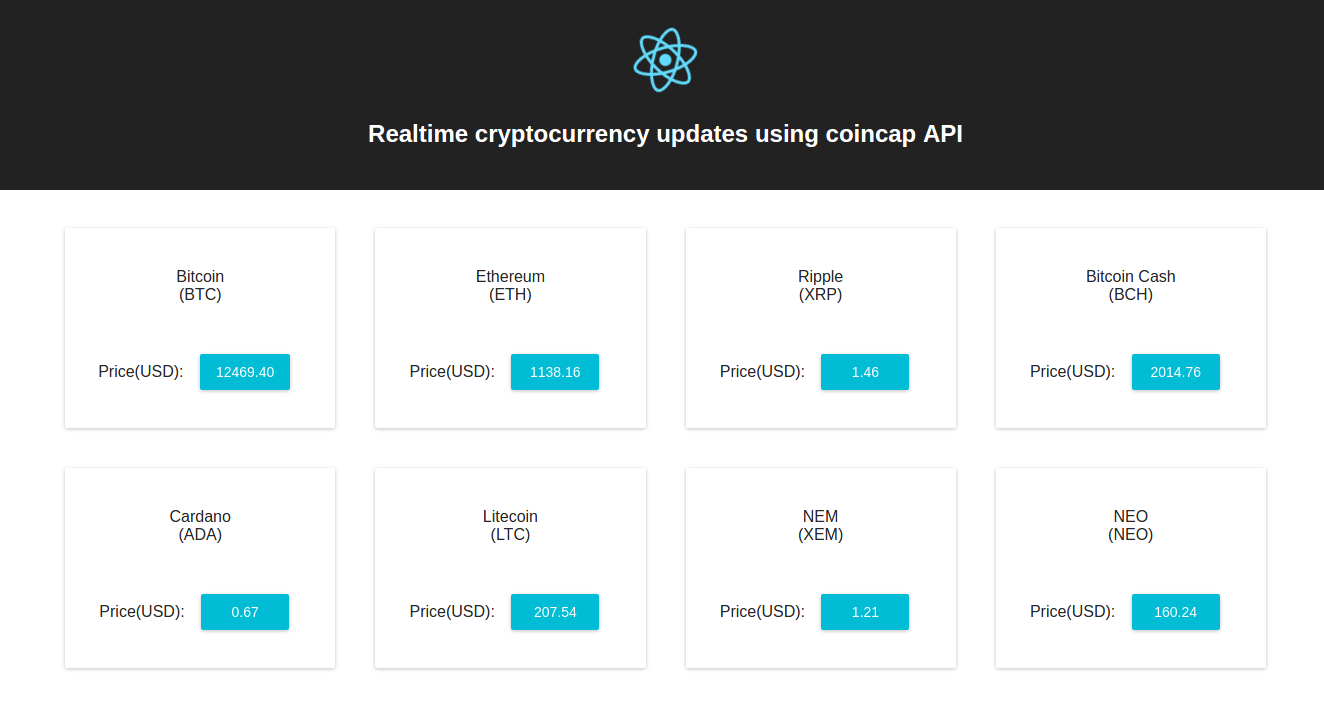 Realtime cryptocurrency updates using coincap API
Bitcoin
(BTC)
Price(USD): 12469.40
Ethereum
(ETH)
Price(USD): 1138.16
Ripple
(XRP)
Price(USD): 1.46
Bitcoin Cash
(BCH)
Price(USD): 2014.76
Cardano
(ADA)
Price(USD): 0.67
Litecoin
(LTC)
Price(USD): 207.54
NEM
(XEM)
Price(USD): 1.21
NEO
(NEO)
Price(USD): 160.24